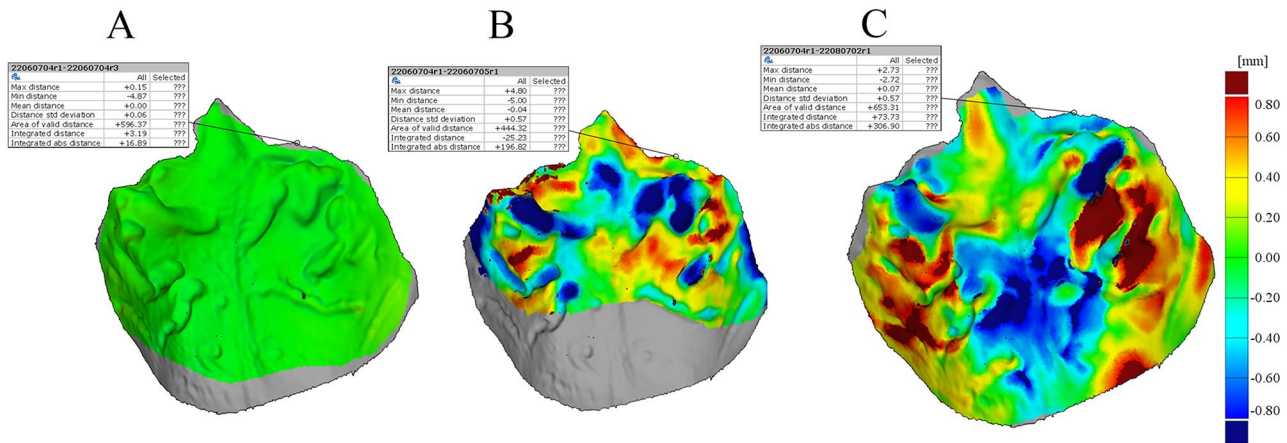 A
B
C
22060704r1-22060704r3
All Selected
Max distance +0.15 ???
Min distance -4.87 ???
Mean distance +0.00 ???
Distance std deviation +0.06 ???
Area of valid distance +596.37 ???
Integrated distance +3.19 ???
Integrated abs distance +16.89 ???
22060704r1-22060705r1
All Selected
Max distance +4.80 ???
Min distance -5.00 ???
Mean distance -0.04 ???
Distance std deviation +0.57 ???
Area of valid distance +444.32 ???
Integrated distance -25.23 ???
Integrated abs distance +196.82 ???
22060704r1-22080702r1
All Selected
Max distance +2.73 ???
Min distance -2.72 ???
Mean distance +0.07 ???
Distance std deviation +0.57 ???
Area of valid distance +653.31 ???
Integrated distance +73.73 ???
Integrated abs distance +306.90 ???
[mm]
0.80
0.60
0.40
0.20
0.00
-0.20
-0.40
-0.60
-0.80